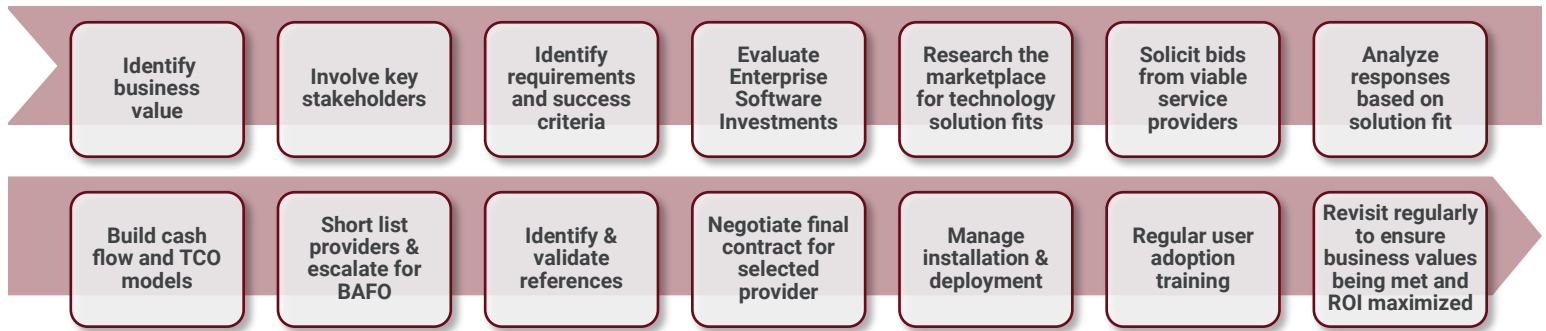 Identify
business
value
Involve key
stakeholders
Identify
requirements
and success
criteria
Evaluate
Enterprise
Software
Investments
Research the
marketplace
for technology
solution fits
Solicit bids
from viable
service
providers
Analyze
responses
based on
solution fit
Build cash
flow and TCO
models
Short list
providers &
escalate for
BAFO
Identify &
validate
references
Negotiate final
contract for
selected
provider
Manage
installation &
deployment
Regular user
adoption
training
Revisit regularly
to ensure
business values
being met and
ROI maximized